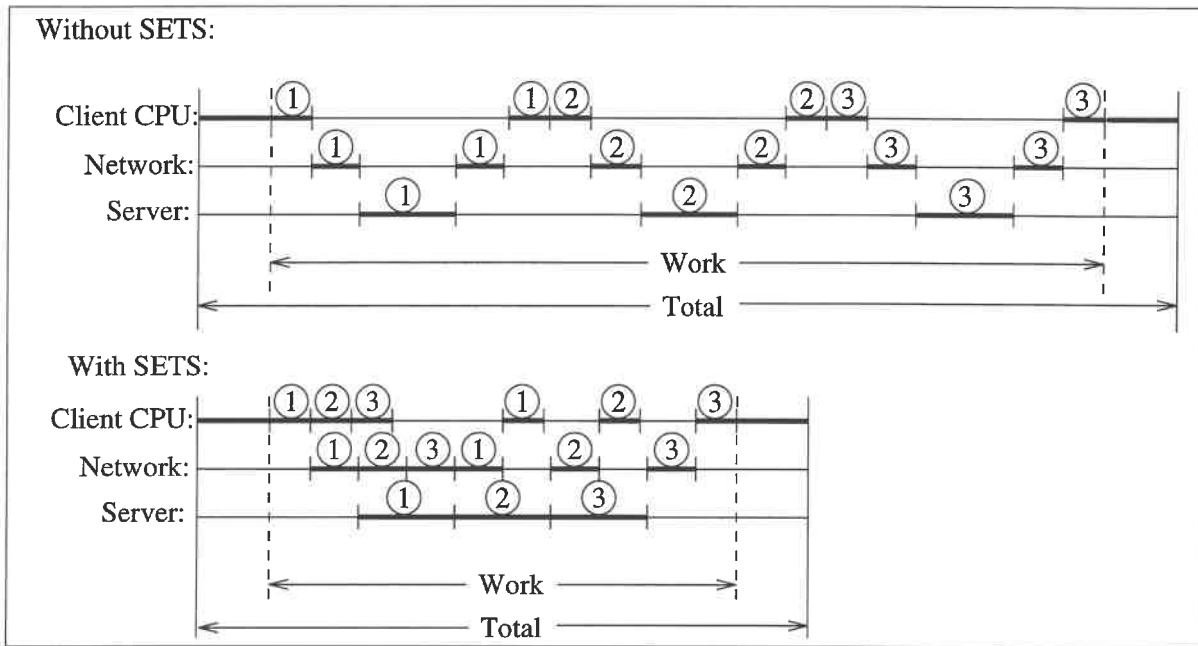 Without SETS:
1 1 2 2 3 3
Client CPU:
1 1 2 2 3 3
Network:
1 2 3
Server:
Work
Total
With SETS:
1 2 3 1 2 3
Client CPU:
1 2 3 1 2 3
Network:
1 2 3
Server:
Work
Total